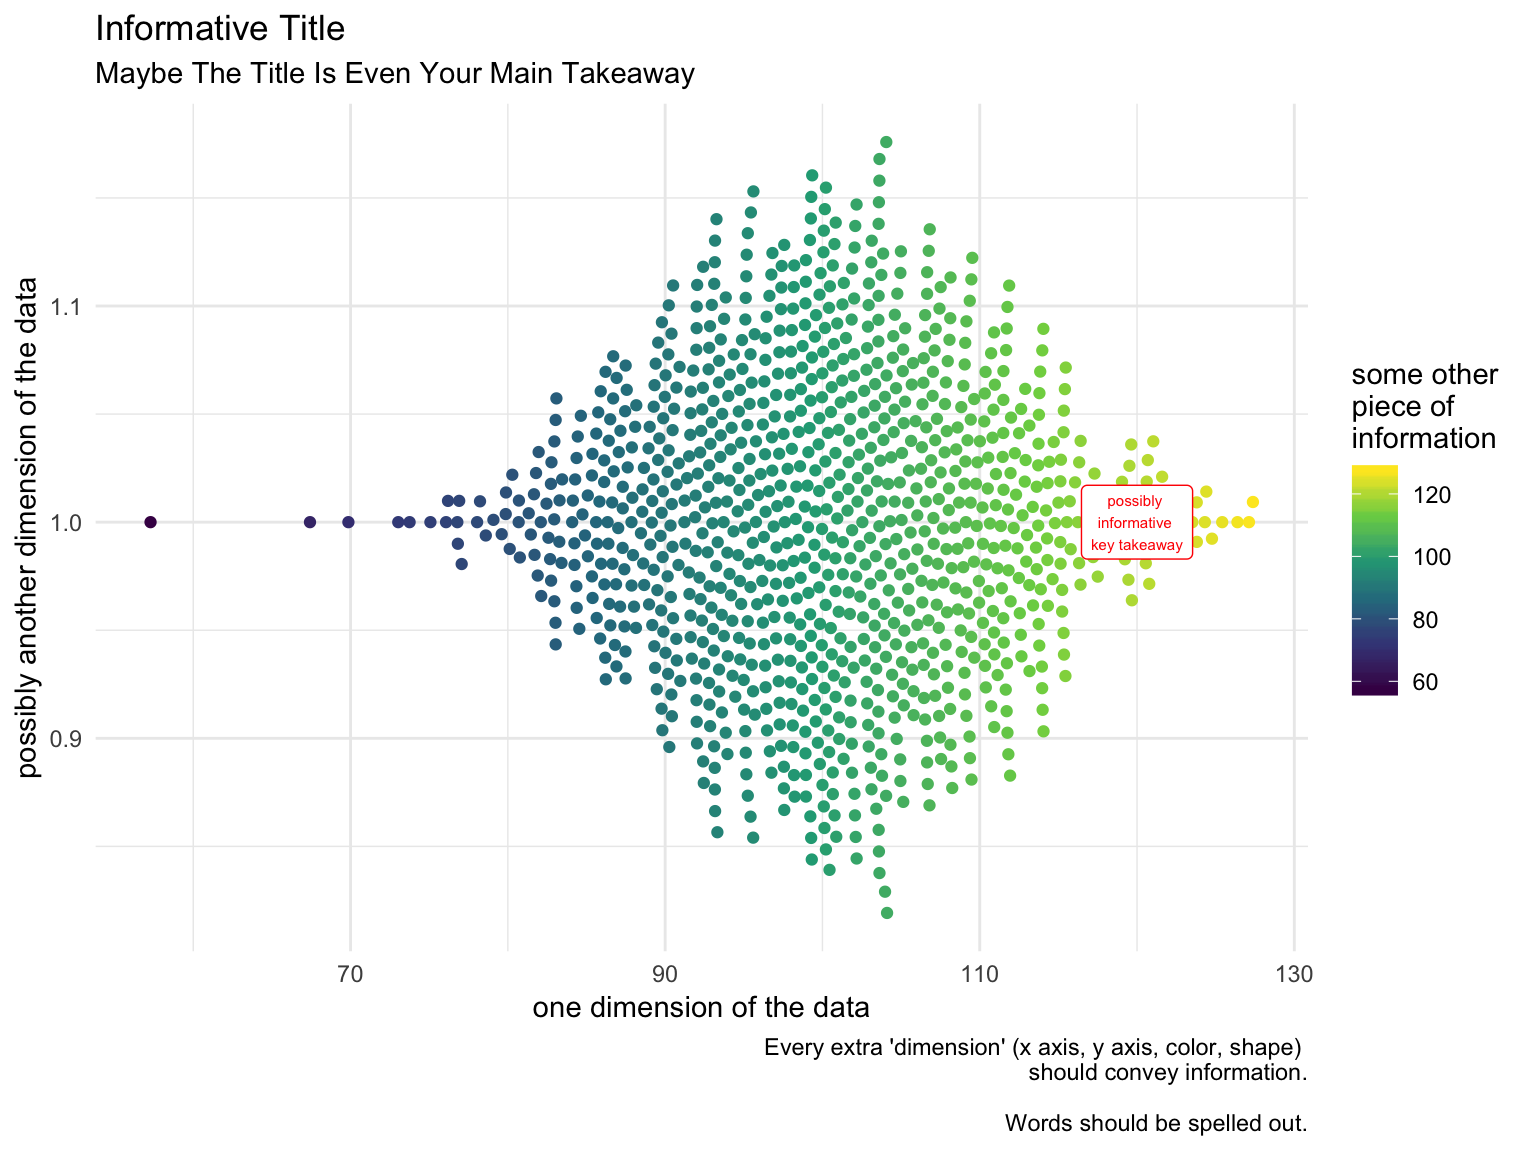 Informative Title
Maybe The Title Is Even Your Main Takeaway
possibly another dimension of the data
1.1
1.0
0.9
possibly
informative
key takeaway
70
90
110
130
one dimension of the data
some other
piece of
information
120
100
80
60
Every extra 'dimension' (x axis, y axis, color, shape)
should convey information.
Words should be spelled out.